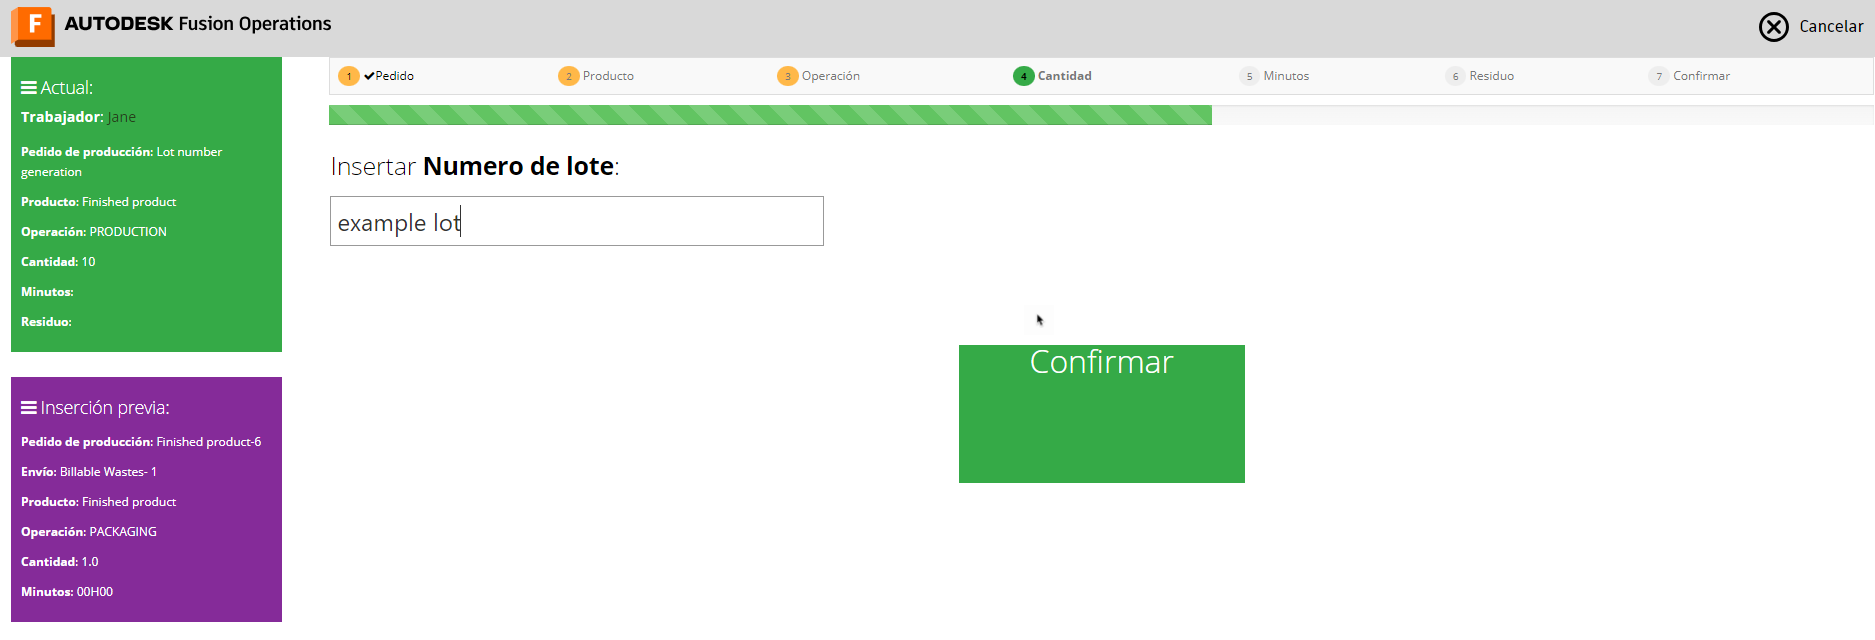 F AUTODESK Fusion Operations
Cancelar
Actual:
Trabajador: Jane
Pedido de producción: Lot number
generation
Producto: Finished product
Operación: PRODUCTION
Cantidad: 10
Minutos:
Residuo:
Inserción previa:
Pedido de producción: Finished product-6
Envío: Billable Wastes- 1
Producto: Finished product
Operación: PACKAGING
Cantidad: 1.0
Minutos: 00H00
1 ✔Pedido
2 Producto
3 Operación
4 Cantidad
5 Minutos
6 Residuo
7 Confirmar
Insertar Numero de lote:
example lot
Confirmar